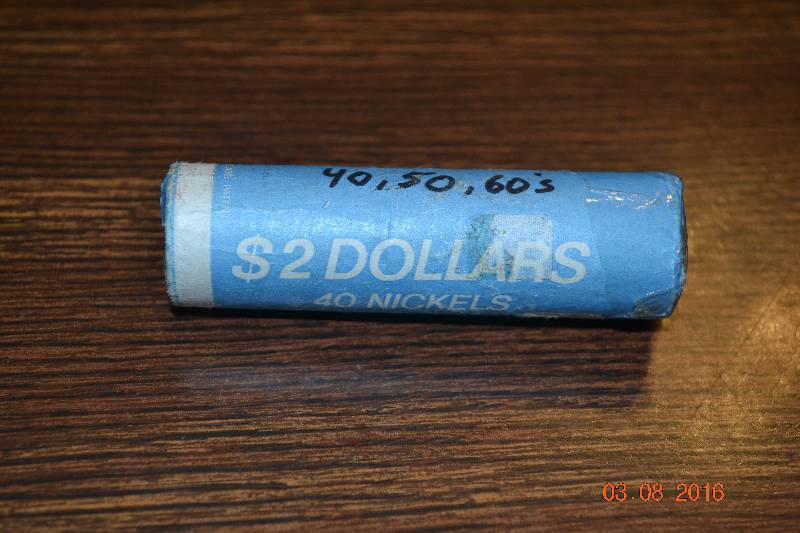 40, 50, 60's
$2 DOLLARS
40 NICKELS
03.08.2016